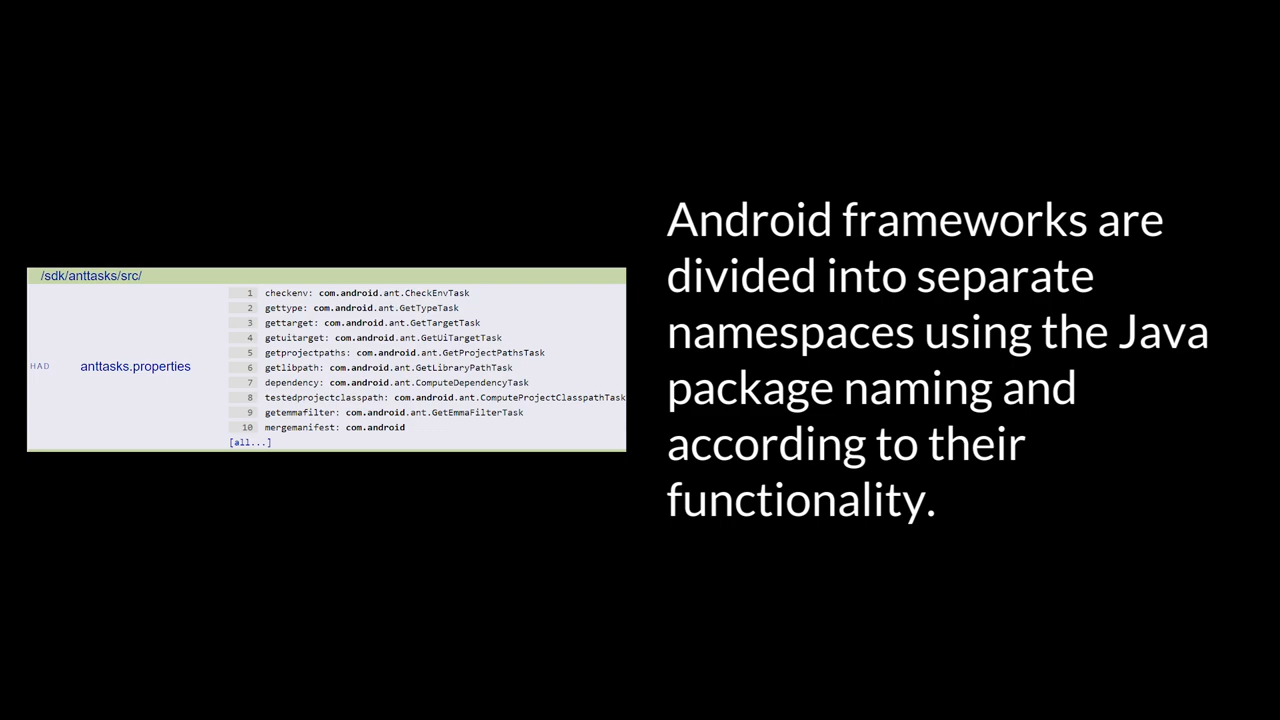 /sdk/anttasks/src/
HAD anttasks.properties
1 checkenv: com.android.ant.CheckEnvTask
2 gettype: com.android.ant.GetTypeTask
3 gettarget: com.android.ant.GetTargetTask
4 getuitarget: com.android.ant.GetUiTargetTask
5 getprojectpaths: com.android.ant.GetProjectPathsTask
6 getlibpath: com.android.ant.GetLibraryPathTask
7 dependency: com.android.ant.ComputeDependencyTask
8 testedprojectclasspath: com.android.ant.ComputeProjectClasspathTask
9 getemmafilter: com.android.ant.GetEmmaFilterTask
10 mergemanifest: com.android
[all...]
Android frameworks are
divided into separate
namespaces using the Java
package naming and
according to their
functionality.